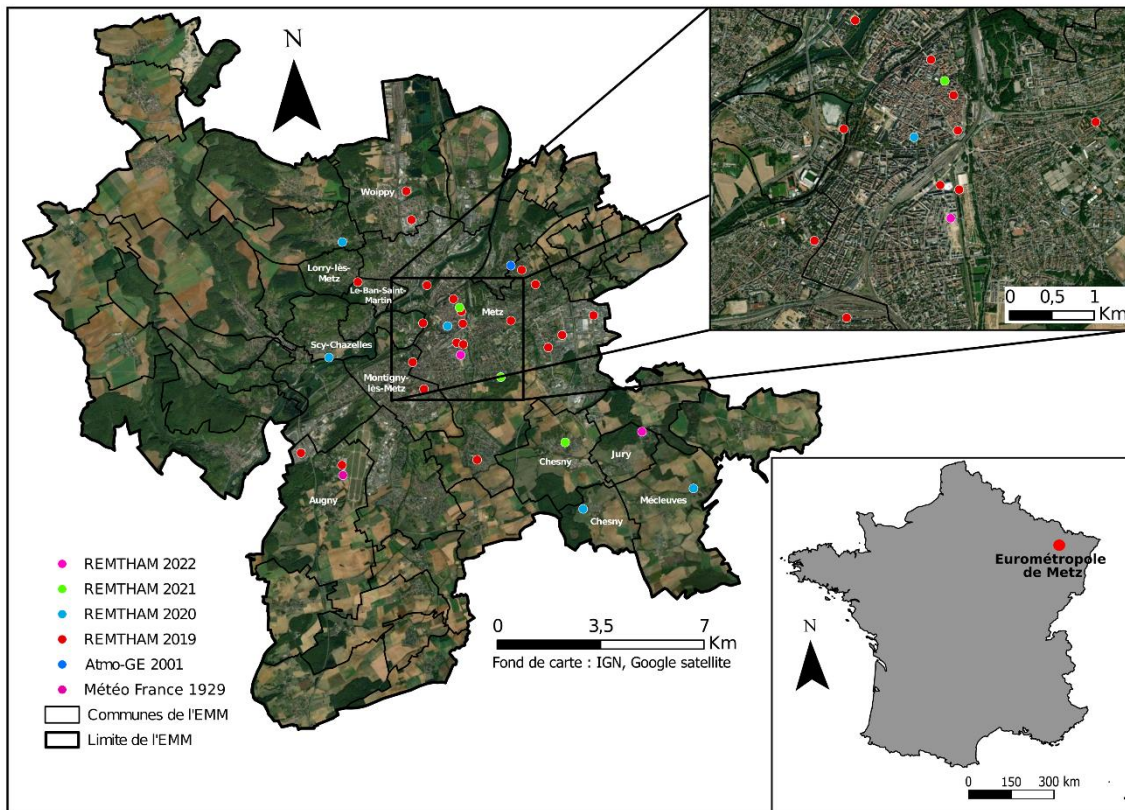 N
Woippy
Lorry-lès-
Metz
Le-Ban-Saint-
Martin
Metz
Scy-Chazelles
Montigny-
lès-Metz
Augny
Chesny
Jury
Mécleuves
Chesny
0 0,5 1
Km
REMTHAM 2022
REMTHAM 2021
REMTHAM 2020
REMTHAM 2019
Atmo-GE 2001
Météo France 1929
Communes de l'EMM
Limite de l'EMM
0 3,5 7
Km
Fond de carte : IGN, Google satellite
Eurométropole
de Metz
N
0 150 300 km